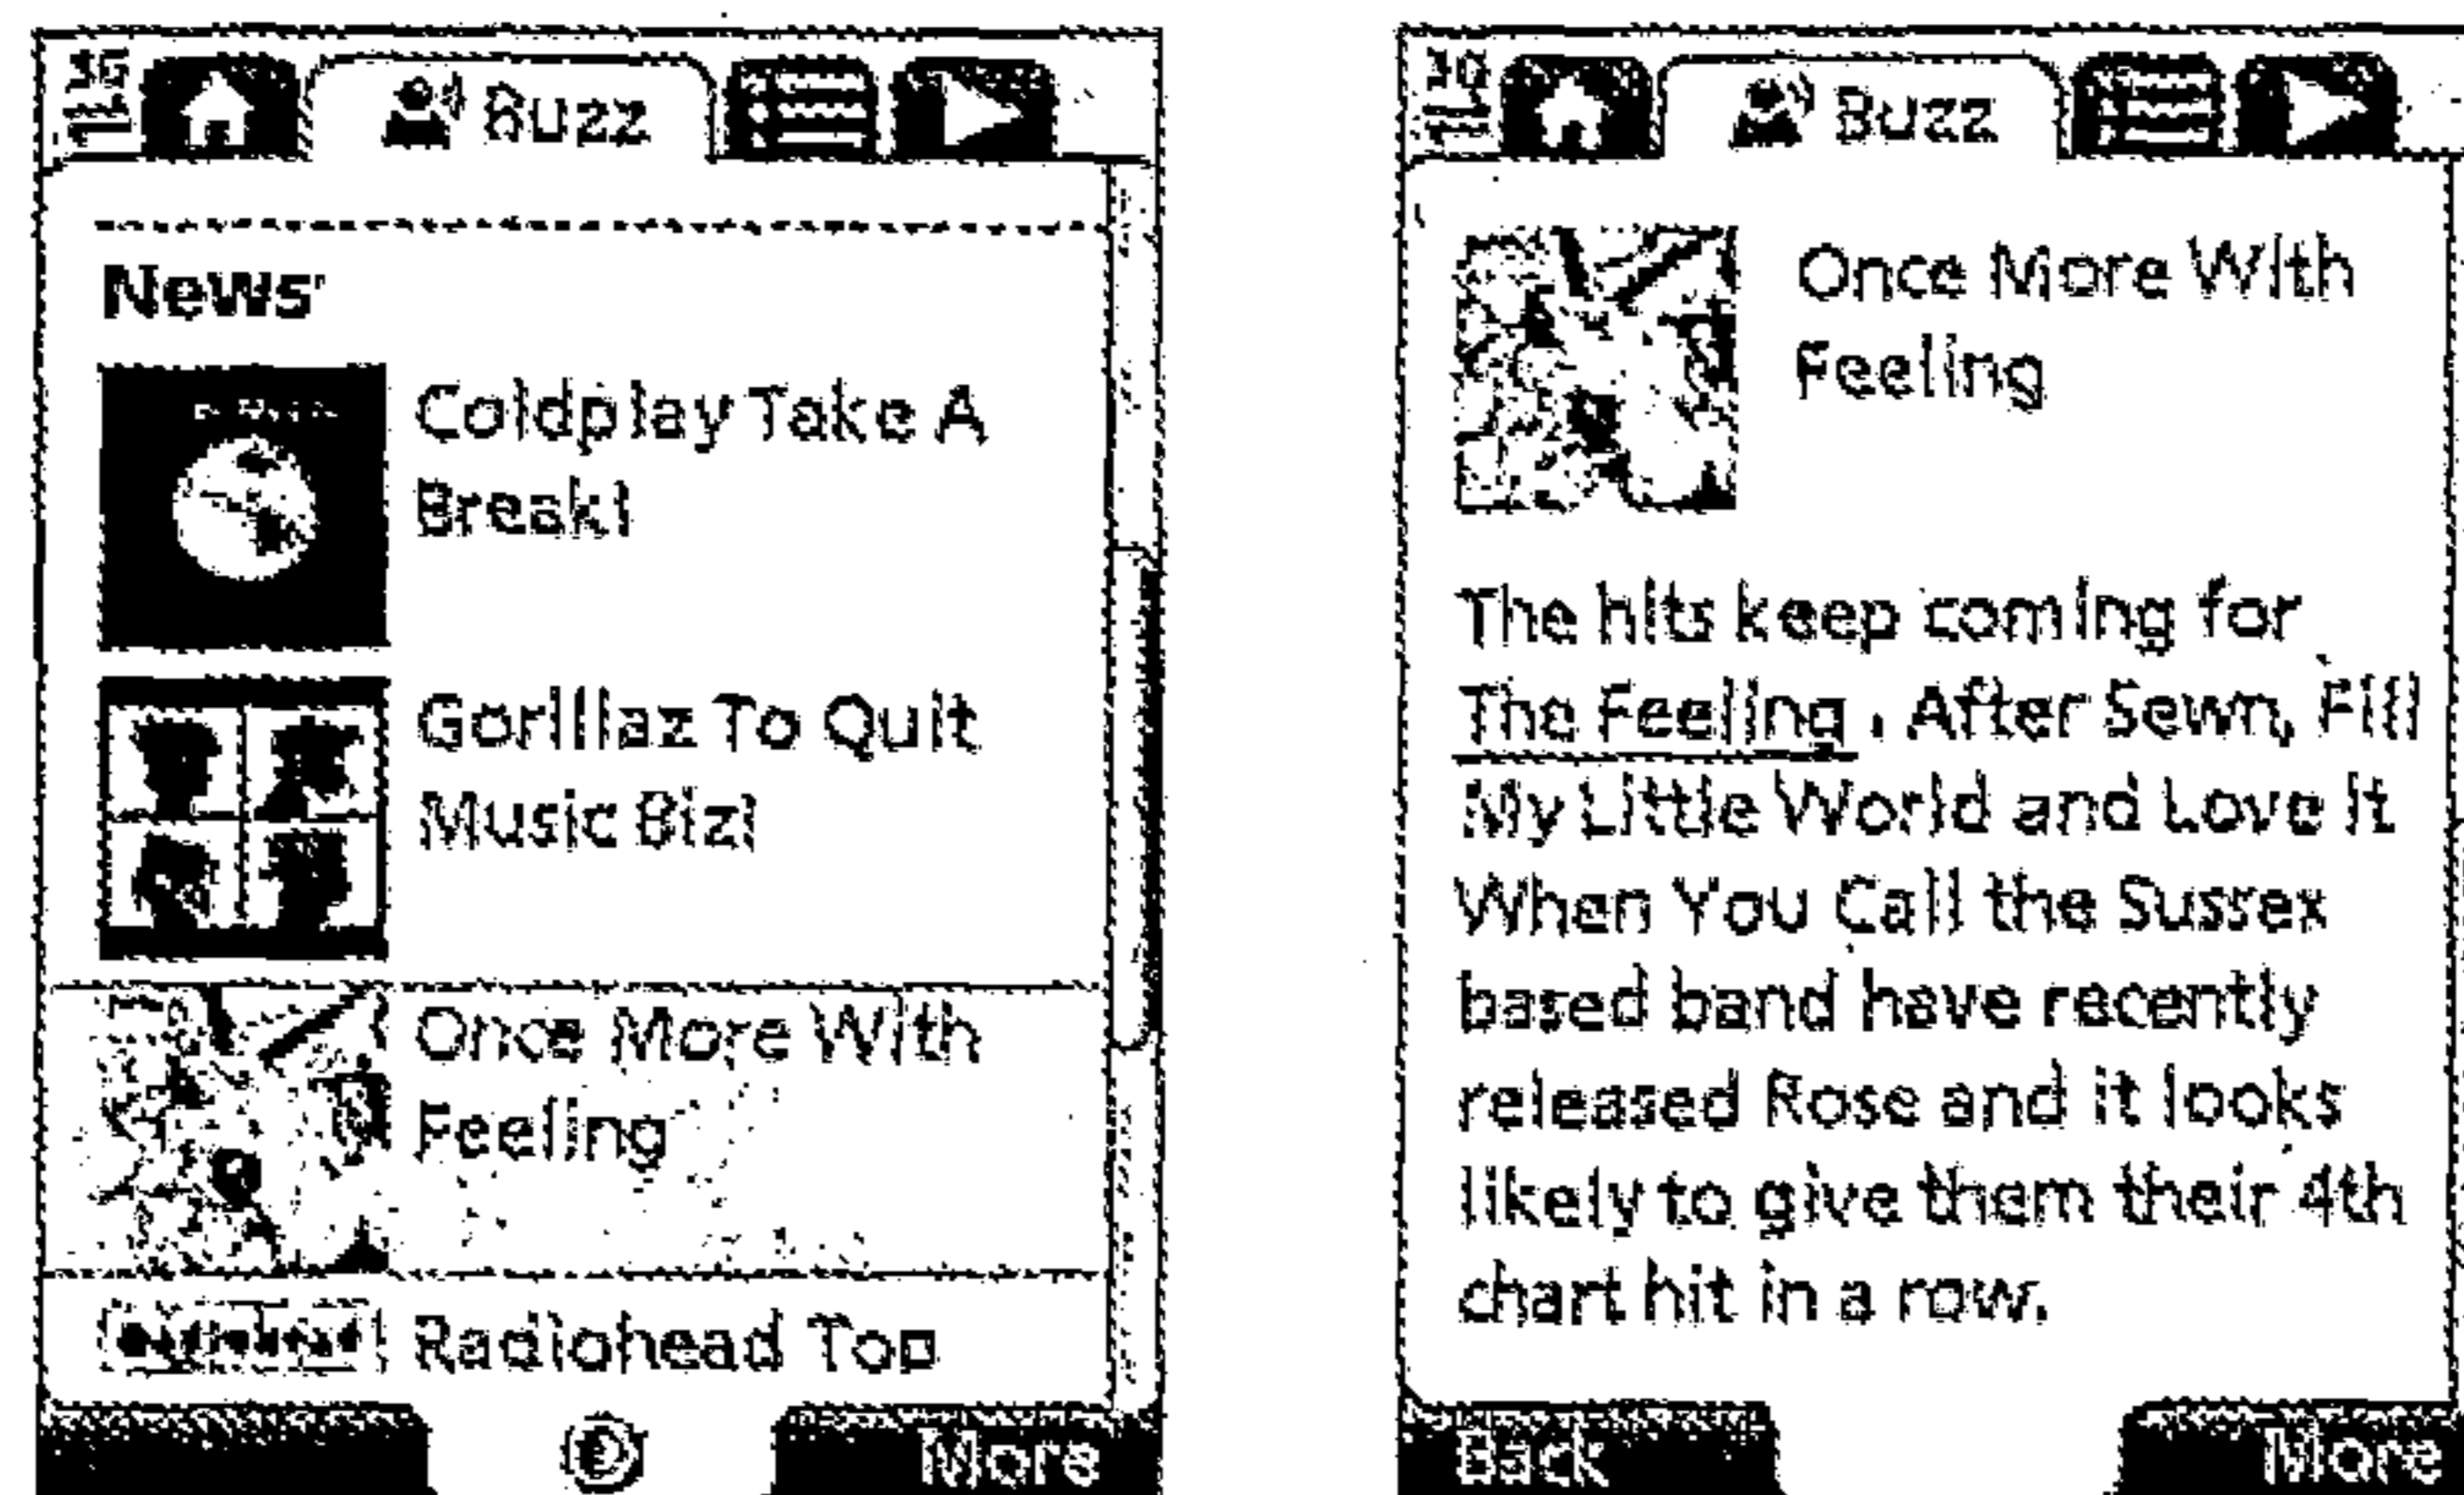 3G
Buzz
News
Coldplay Take A
Break!
Gorillaz To Quit
Music Biz!
Once More With
Feeling
Radiohead Top
More
3G
Buzz
Once More With
Feeling
The hits keep coming for
The Feeling . After Sewn, Fill
My Little World and Love It
When You Call the Sussex
based band have recently
released Rose and it looks
likely to give them their 4th
chart hit in a row.
Back
More